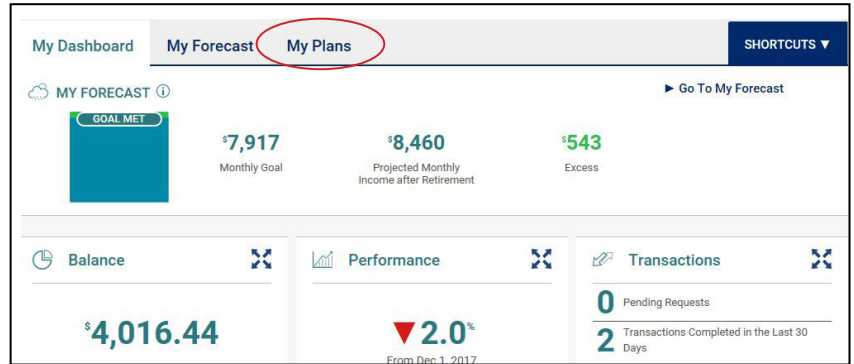 My Dashboard My Forecast My Plans SHORTCUTS ▼
MY FORECAST ⓘ ► Go To My Forecast
GOAL MET
$7,917 $8,460 $543
Monthly Goal Projected Monthly Excess
Income after Retirement
Balance Performance Transactions
0 Pending Requests
$4,016.44 ▼2.0%
2 Transactions Completed in the Last 30
Days
From Dec 1, 2017